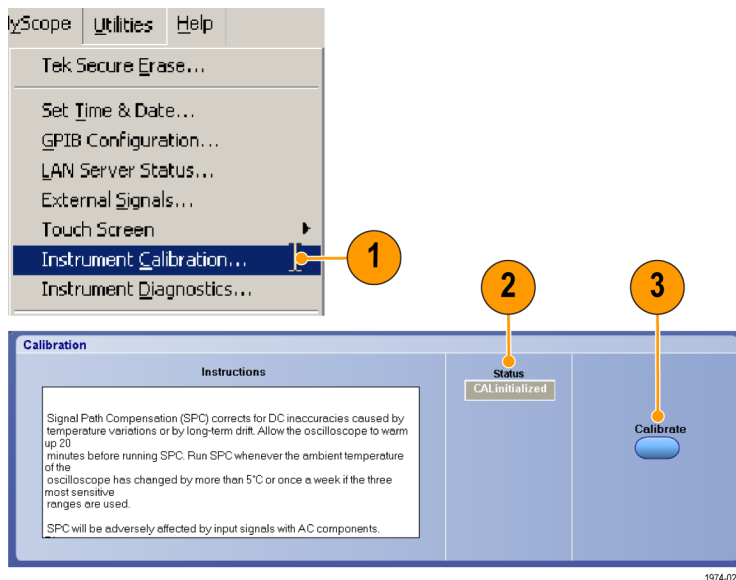 lyScope Utilities Help
Tek Secure Erase...
Set Time & Date...
GPIB Configuration...
LAN Server Status...
External Signals...
Touch Screen
Instrument Calibration...
1
Instrument Diagnostics...
2
3
Calibration
Instructions
Status
CALinitialized
Calibrate
Signal Path Compensation (SPC) corrects for DC inaccuracies caused by
temperature variations or by long-term drift. Allow the oscilloscope to warm
up 20
minutes before running SPC. Run SPC whenever the ambient temperature
of the
oscilloscope has changed by more than 5°C or once a week if the three
most sensitive
ranges are used.
SPC will be adversely affected by input signals with AC components.
1974-02